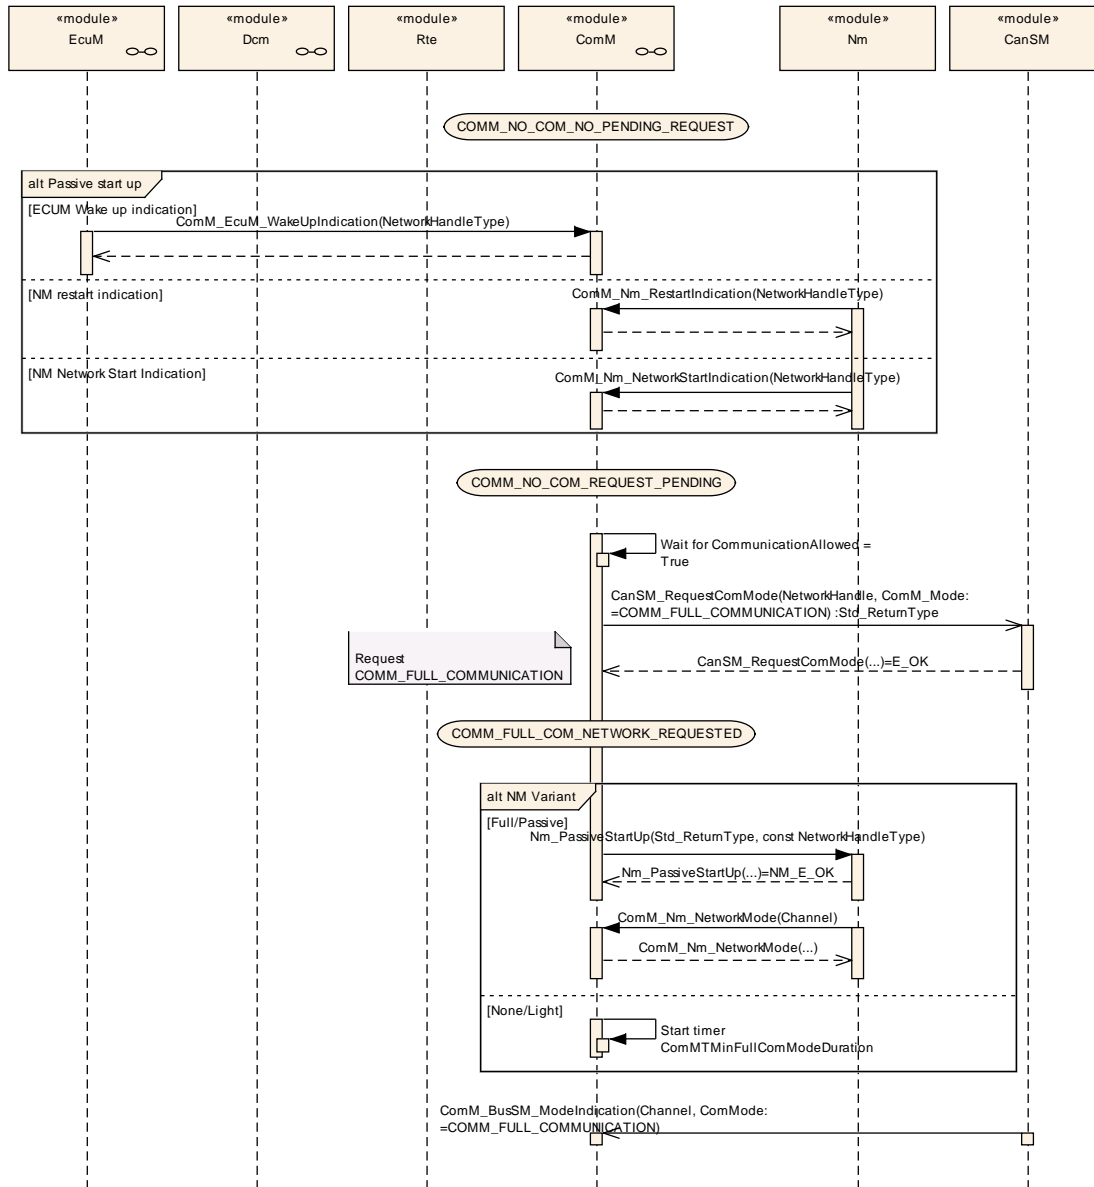 «module»
EcuM
«module»
Dcm
«module»
Rte
«module»
ComM
«module»
Nm
«module»
CanSM
COMM_NO_COM_NO_PENDING_REQUEST
alt Passive start up
[ECUM Wake up indication]
ComM_EcuM_WakeUpIndication(NetworkHandleType)
[NM restart indication]
ComM_Nm_RestartIndication(NetworkHandleType)
[NM Network Start Indication]
ComM_Nm_NetworkStartIndication(NetworkHandleType)
COMM_NO_COM_REQUEST_PENDING
Wait for CommunicationAllowed =
True
CanSM_RequestComMode(NetworkHandle, ComM_Mode:
=COMM_FULL_COMMUNICATION) :Std_ReturnType
Request
COMM_FULL_COMMUNICATION
CanSM_RequestComMode(...)=E_OK
COMM_FULL_COM_NETWORK_REQUESTED
alt NM Variant
[Full/Passive]
Nm_PassiveStartUp(Std_ReturnType, const NetworkHandleType)
Nm_PassiveStartUp(...)=NM_E_OK
ComM_Nm_NetworkMode(Channel)
ComM_Nm_NetworkMode(...)
[None/Light]
Start timer
ComMTMinFullComModeDuration
ComM_BusSM_ModeIndication(Channel, ComMode:
=COMM_FULL_COMMUNICATION)